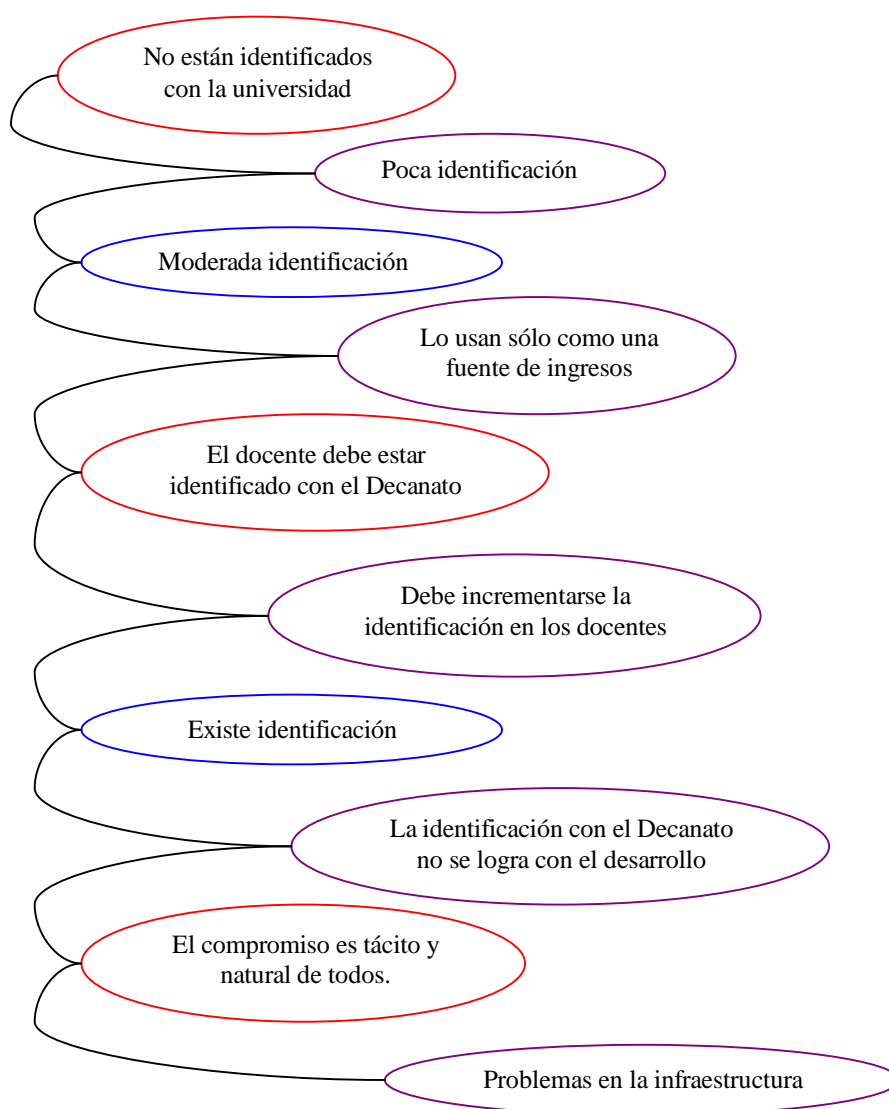 No están identificados
con la universidad
Poca identificación
Moderada identificación
Lo usan sólo como una
fuente de ingresos
El docente debe estar
identificado con el Decanato
Debe incrementarse la
identificación en los docentes
Existe identificación
La identificación con el Decanato
no se logra con el desarrollo
El compromiso es tácito y
natural de todos.
Problemas en la infraestructura